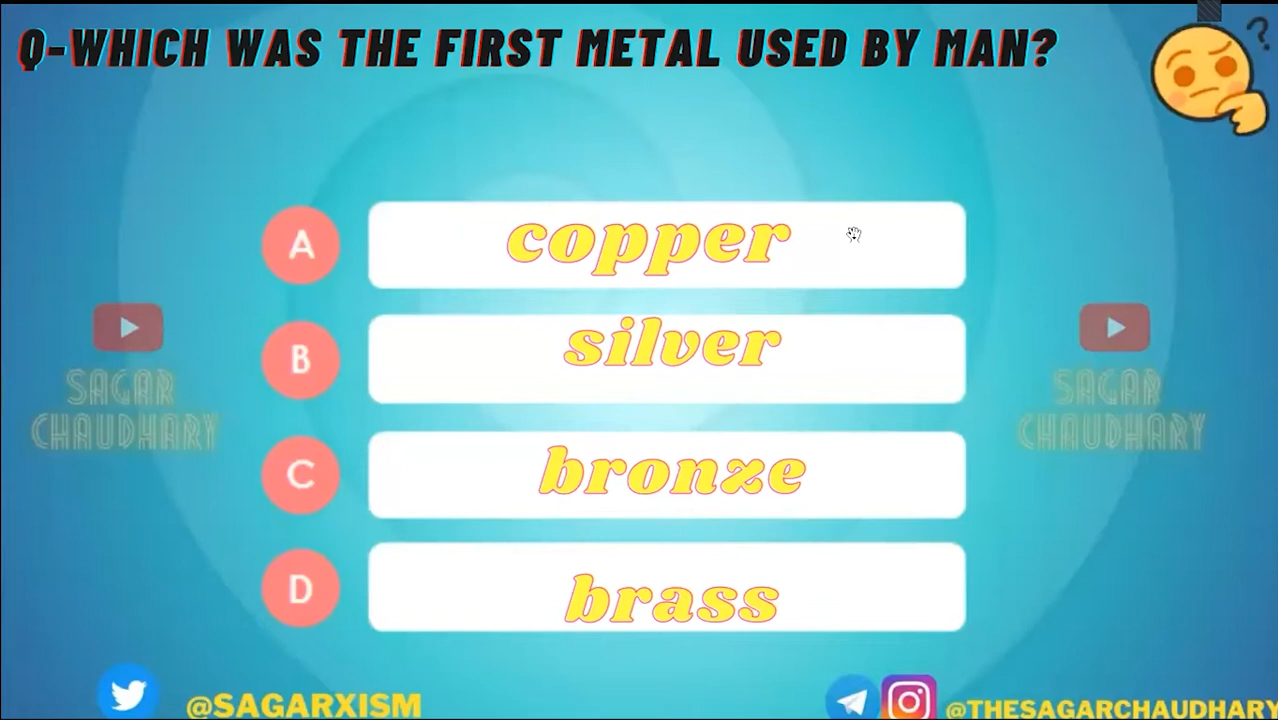 Q-WHICH WAS THE FIRST METAL USED BY MAN?
?
A copper
B silver
C bronze
D brass
SAGAR
CHAUDHARY
SAGAR
CHAUDHARY
@SAGARXISM
@THESAGARCHAUDHARY